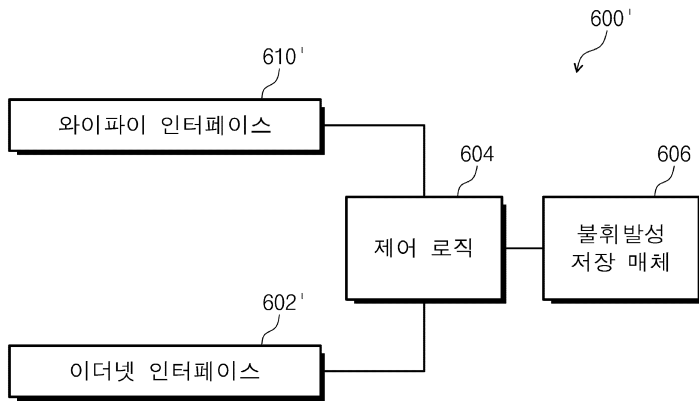 600'
610'
와이파이 인터페이스
604
606
제어 로직
불휘발성
저장 매체
602'
이더넷 인터페이스